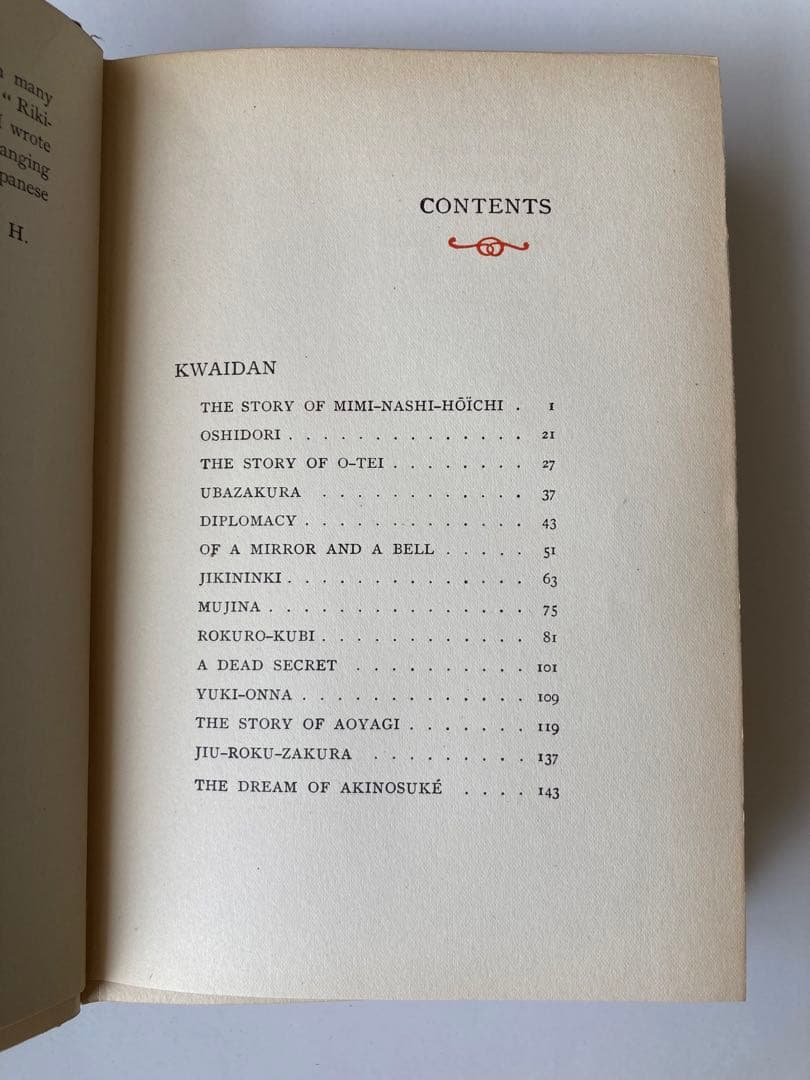 many
“ Riki-
wrote
anging
panese
H.
CONTENTS
KWAIDAN
THE STORY OF MIMI-NASHI-HŌÏCHI . 1
OSHIDORI . . . . . . . . . . . . . . 21
THE STORY OF O-TEI . . . . . . . . 27
UBAZAKURA . . . . . . . . . . . . 37
DIPLOMACY . . . . . . . . . . . . . 43
OF A MIRROR AND A BELL . . . . . 51
JIKININKI . . . . . . . . . . . . . . 63
MUJINA . . . . . . . . . . . . . . . 75
ROKURO-KUBI . . . . . . . . . . . . 81
A DEAD SECRET . . . . . . . . . . 101
YUKI-ONNA . . . . . . . . . . . . . 109
THE STORY OF AOYAGI . . . . . . . 119
JIU-ROKU-ZAKURA . . . . . . . . . 137
THE DREAM OF AKINOSUKÉ . . . . 143